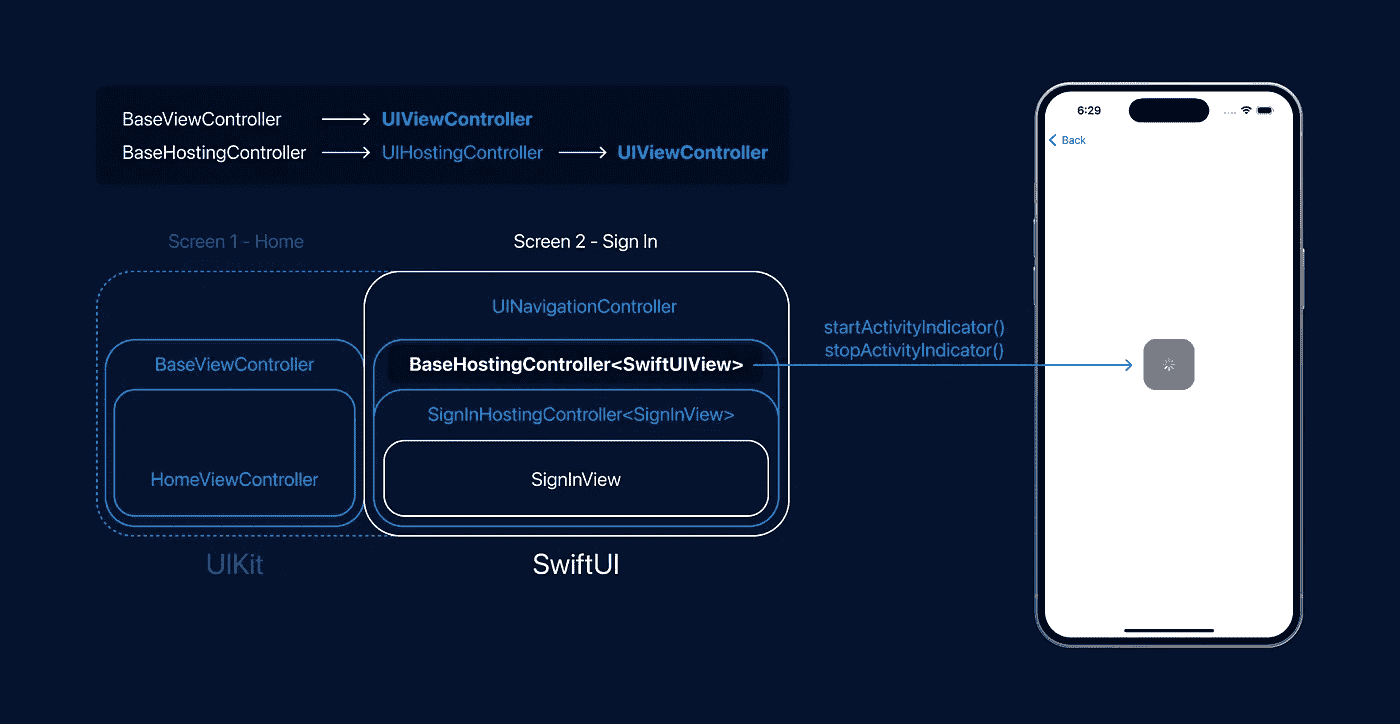 BaseViewController UIViewController
BaseHostingController UIHostingController UIViewController
Screen 1 - Home
Screen 2 - Sign In
UINavigationController
BaseViewController
BaseHostingController<SwiftUIView>
SignInHostingController<SignInView>
HomeViewController
SignInView
UIKit
SwiftUI
startActivityIndicator()
stopActivityIndicator()
6:29
Back